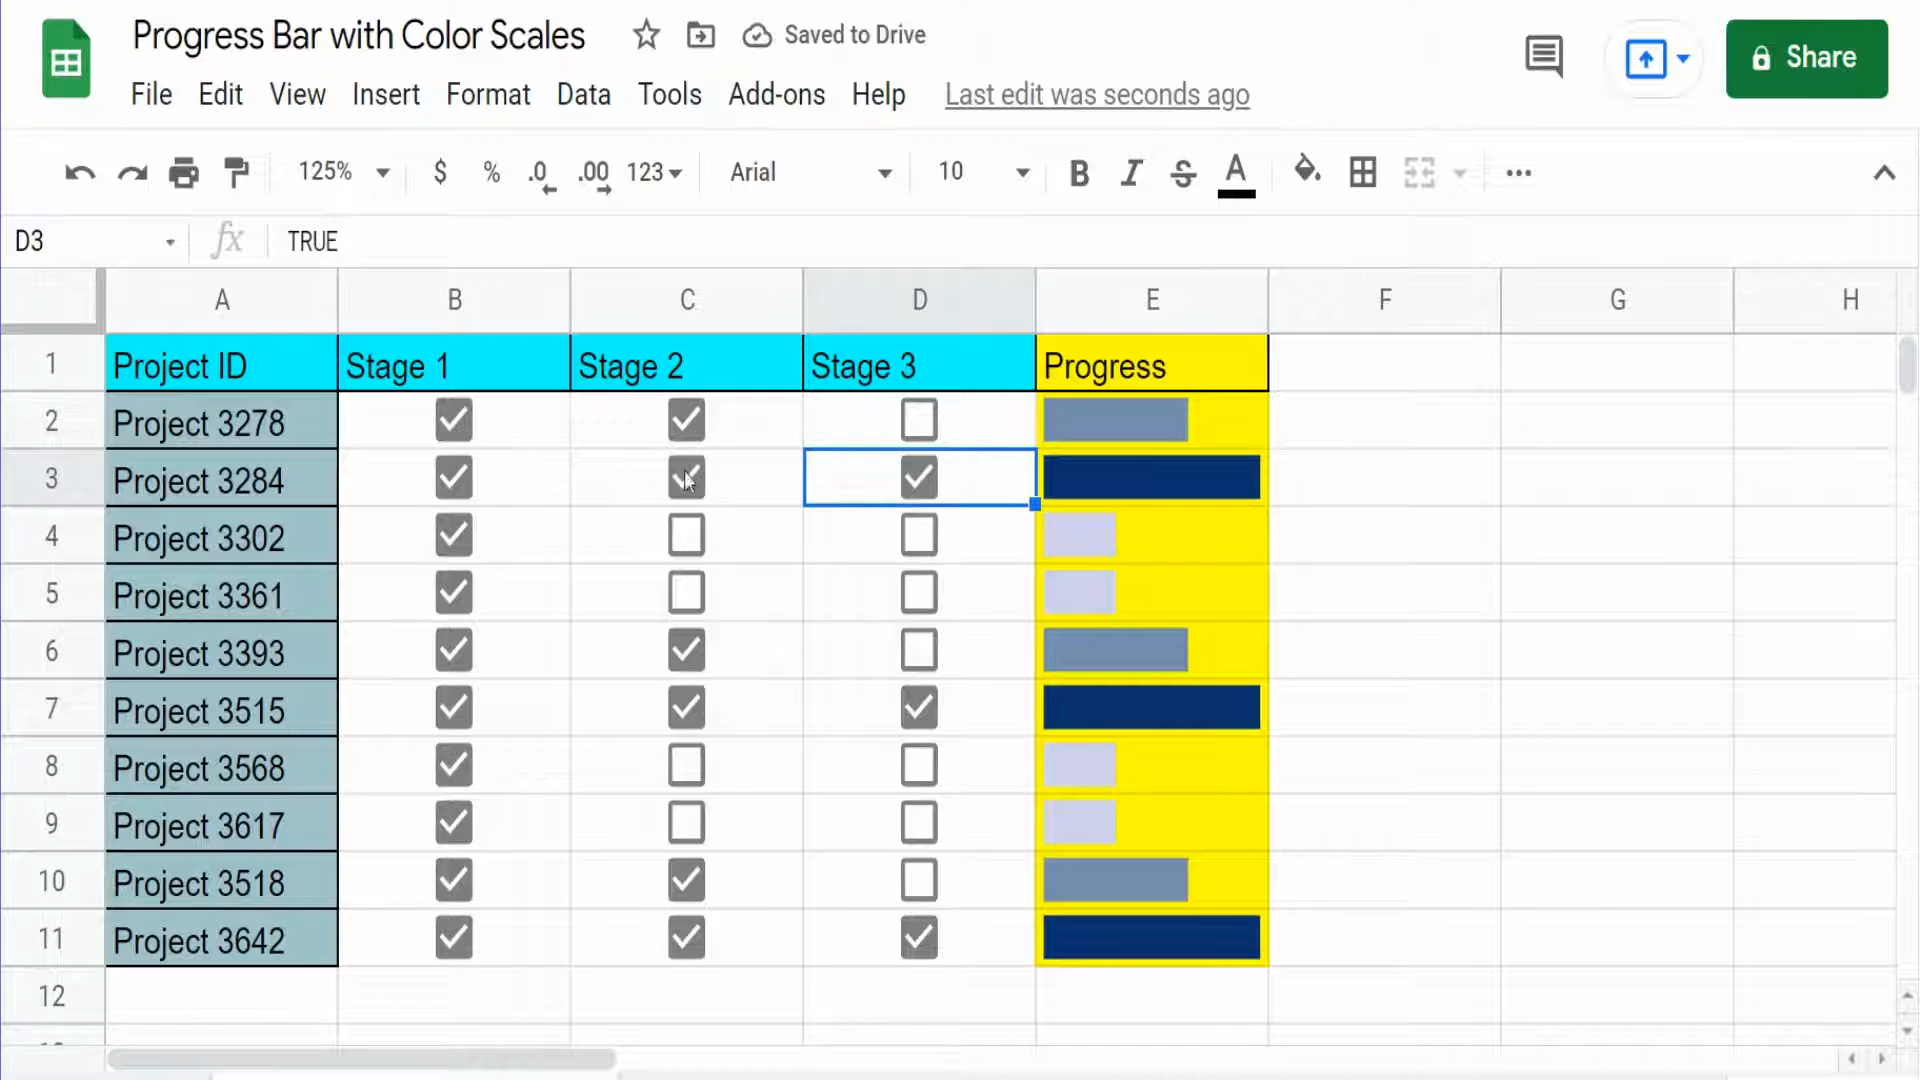 Progress Bar with Color Scales Saved to Drive
Share
File Edit View Insert Format Data Tools Add-ons Help Last edit was seconds ago
125% $ % .0 .00 123 Arial 10 B I S A
D3 fx TRUE
A B C D E F G H
1 Project ID Stage 1 Stage 2 Stage 3 Progress
2 Project 3278
3 Project 3284
4 Project 3302
5 Project 3361
6 Project 3393
7 Project 3515
8 Project 3568
9 Project 3617
10 Project 3518
11 Project 3642
12